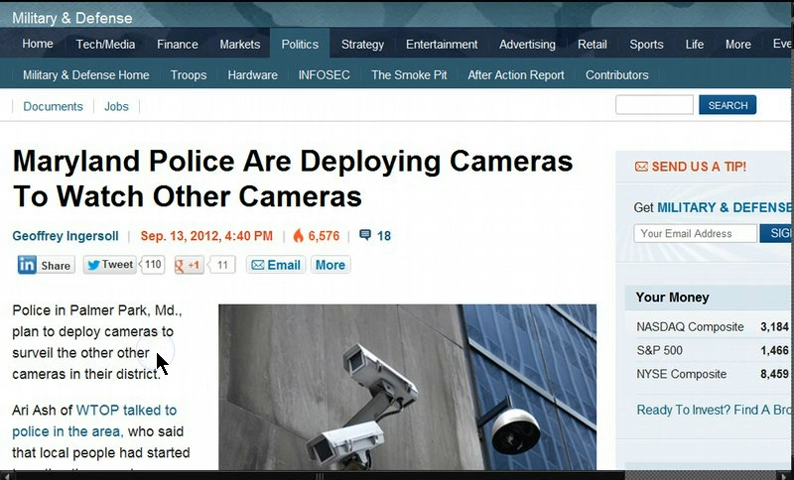 Military & Defense
Home Tech/Media Finance Markets Politics Strategy Entertainment Advertising Retail Sports Life More
Military & Defense Home Troops Hardware INFOSEC The Smoke Pit After Action Report Contributors
Documents Jobs SEARCH
Maryland Police Are Deploying Cameras
To Watch Other Cameras
Geoffrey Ingersoll Sep. 13, 2012, 4:40 PM 6,576 18
in Share Tweet 110 g +1 11 Email More
Police in Palmer Park, Md.,
plan to deploy cameras to
surveil the other other
cameras in their district.
Ari Ash of WTOP talked to
police in the area, who said
that local people had started
SEND US A TIP!
Get MILITARY & DEFENSE
Your Email Address
Your Money
NASDAQ Composite 3,184
S&P 500 1,466
NYSE Composite 8,459
Ready To Invest? Find A